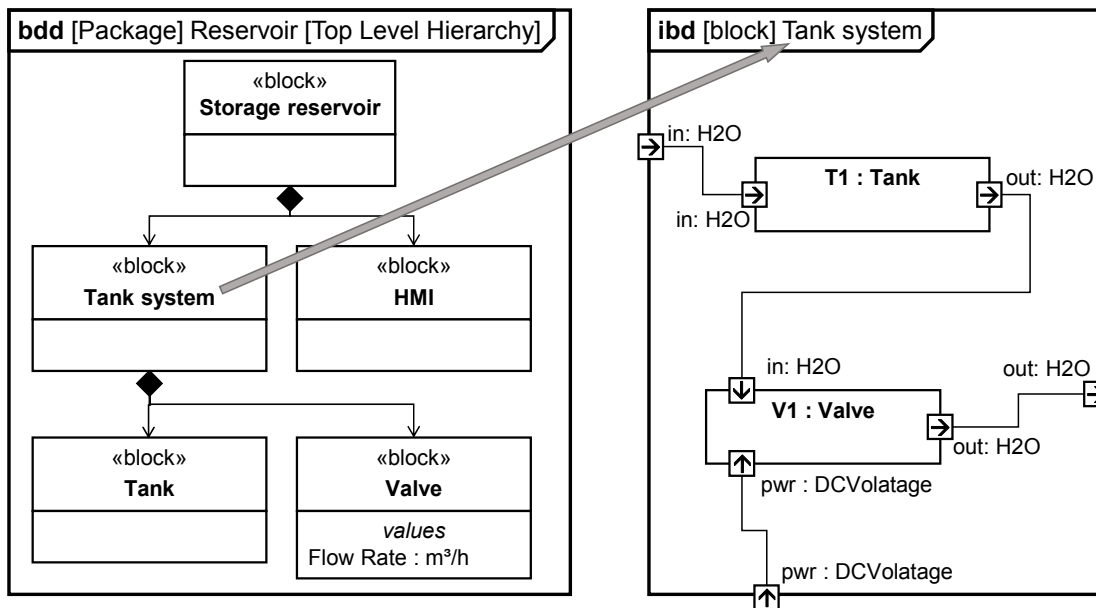 bdd [Package] Reservoir [Top Level Hierarchy]
«block»
Storage reservoir
«block»
Tank system
«block»
HMI
«block»
Tank
«block»
Valve
values
Flow Rate : m³/h
ibd [block] Tank system
in: H2O
T1 : Tank
out: H2O
in: H2O
in: H2O
out: H2O
V1 : Valve
out: H2O
pwr : DCVolatage
pwr : DCVolatage